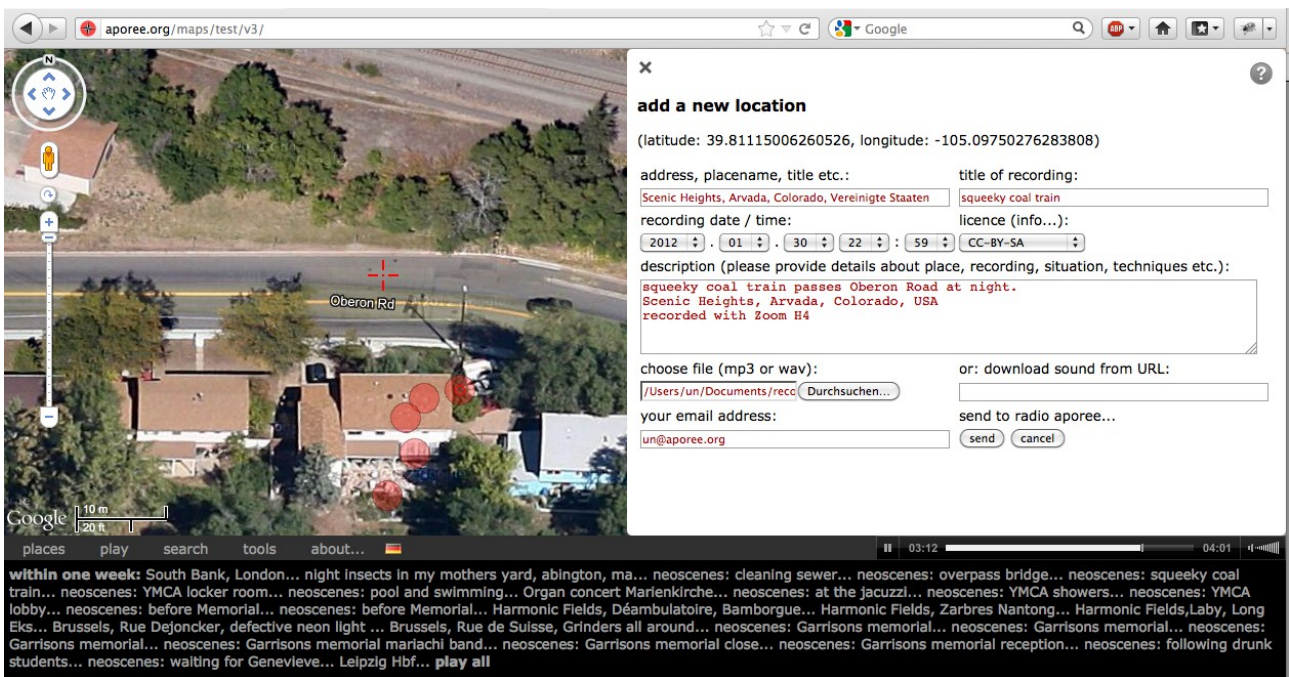 aporee.org/maps/test/v3/
Google
ABP
N
add a new location
(latitude: 39.81115006260526, longitude: -105.09750276283808)
address, placename, title etc.: title of recording:
Scenic Heights, Arvada, Colorado, Vereinigte Staaten squeeky coal train
recording date / time: licence (info...):
2012 . 01 . 30 22 : 59 CC-BY-SA
description (please provide details about place, recording, situation, techniques etc.):
squeeky coal train passes Oberon Road at night.
Scenic Heights, Arvada, Colorado, USA
recorded with Zoom H4
Oberon Rd
choose file (mp3 or wav): or: download sound from URL:
/Users/un/Documents/reco Durchsuchen...
your email address: send to radio aporee...
un@aporee.org send cancel
Google
10 m
20 ft
places play search tools about... 03:12 04:01
within one week: South Bank, London... night insects in my mothers yard, abington, ma... neoscenes: cleaning sewer... neoscenes: overpass bridge... neoscenes: squeeky coal
train... neoscenes: YMCA locker room... neoscenes: pool and swimming... Organ concert Marienkirche... neoscenes: at the jacuzzi... neoscenes: YMCA showers... neoscenes: YMCA
lobby... neoscenes: before Memorial... neoscenes: before Memorial... Harmonic Fields, Déambulatoire, Bamborgue... Harmonic Fields, Zarbres Nantong... Harmonic Fields,Laby, Long
Eks... Brussels, Rue Dejoncker, defective neon light ... Brussels, Rue de Suisse, Grinders all around... neoscenes: Garrisons memorial... neoscenes: Garrisons memorial... neoscenes:
Garrisons memorial... neoscenes: Garrisons memorial mariachi band... neoscenes: Garrisons memorial close... neoscenes: Garrisons memorial reception... neoscenes: following drunk
students... neoscenes: waiting for Genevieve... Leipzig Hbf... play all